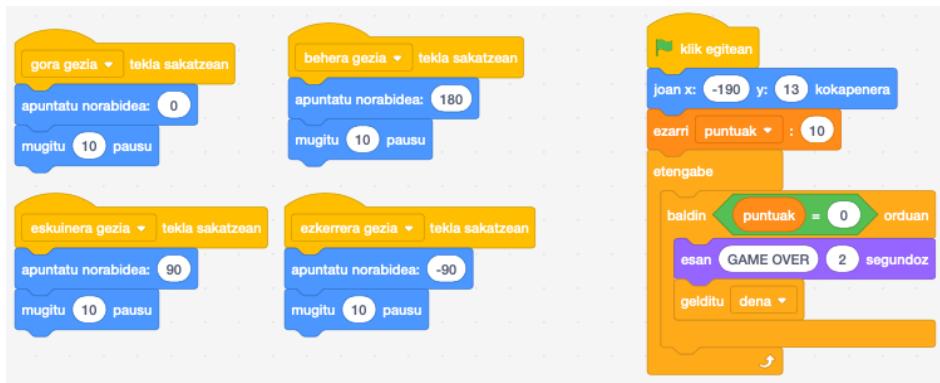 gora gezia tekla sakatzean
apuntatu norabidea: 0
mugitu 10 pausu
behera gezia tekla sakatzean
apuntatu norabidea: 180
mugitu 10 pausu
eskuinera gezia tekla sakatzean
apuntatu norabidea: 90
mugitu 10 pausu
ezkerrera gezia tekla sakatzean
apuntatu norabidea: -90
mugitu 10 pausu
klik egitean
joan x: -190 y: 13 kokapenera
ezarri puntuak : 10
etengabe
baldin puntuak = 0 orduan
esan GAME OVER 2 segundoz
gelditu dena